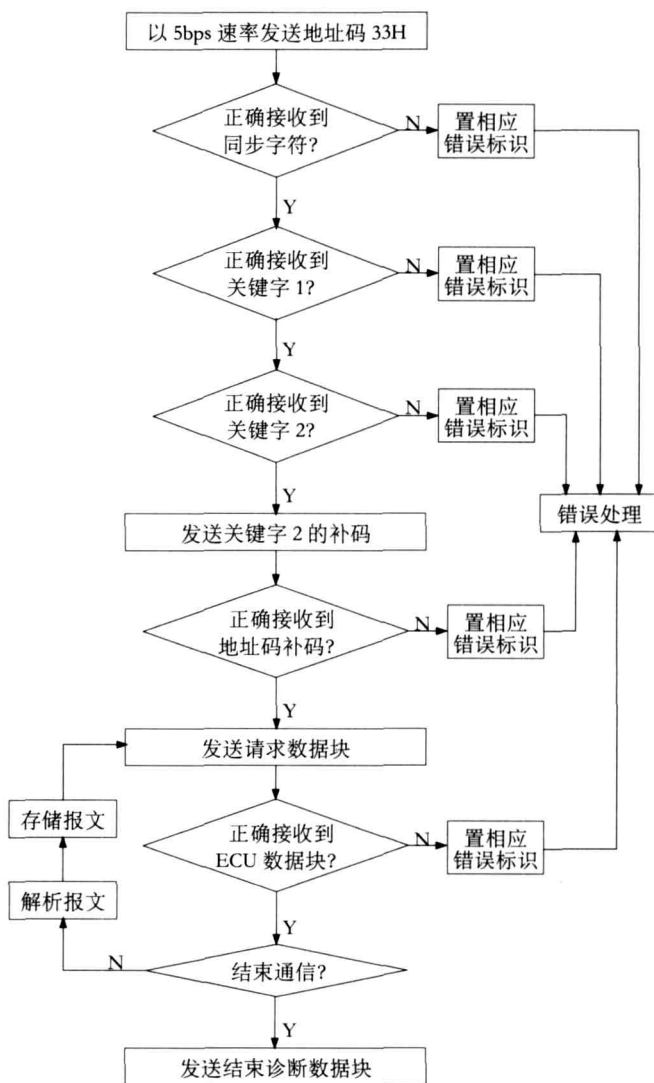 以 5bps 速率发送地址码 33H
正确接收到
同步字符?
N
置相应
错误标识
Y
正确接收到
关键字 1?
N
置相应
错误标识
Y
正确接收到
关键字 2?
N
置相应
错误标识
Y
发送关键字 2 的补码
错误处理
正确接收到
地址码补码?
N
置相应
错误标识
Y
发送请求数据块
存储报文
正确接收到
ECU 数据块?
N
置相应
错误标识
解析报文
Y
N
结束通信?
Y
发送结束诊断数据块